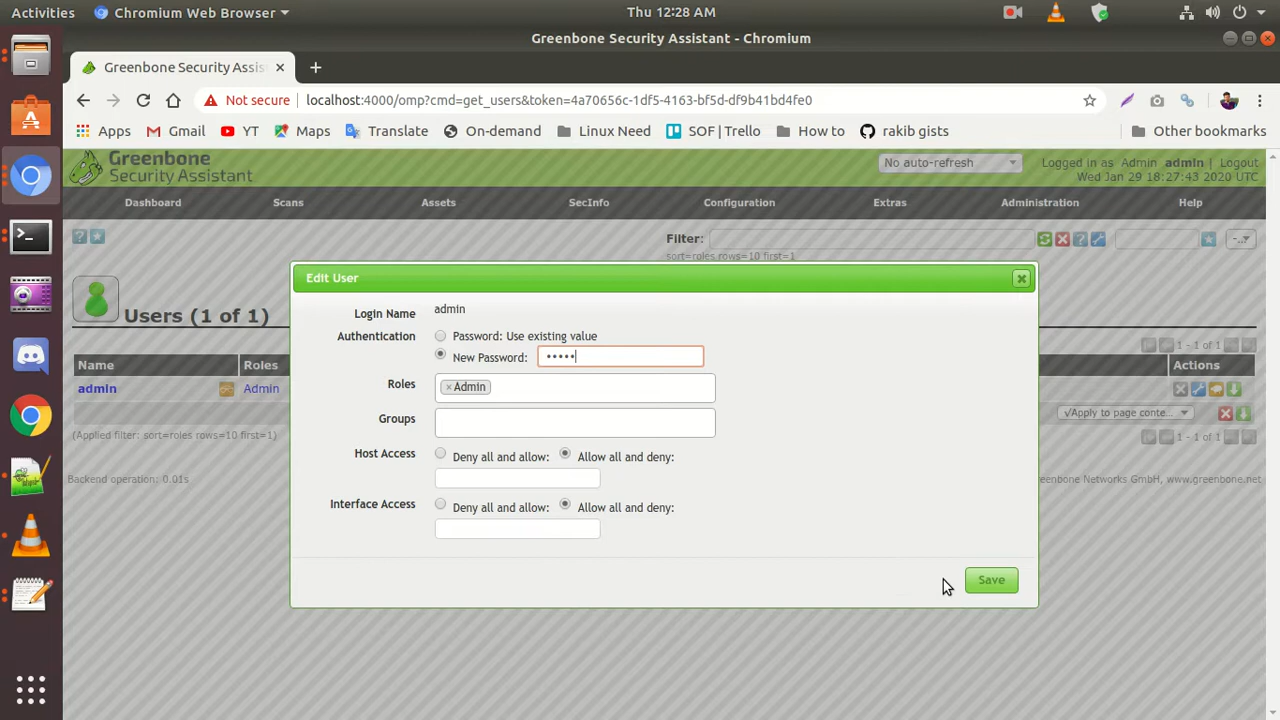 Activities
Chromium Web Browser
Thu 12:28 AM
Greenbone Security Assistant - Chromium
Greenbone Security Assis
Not secure
localhost:4000/omp?cmd=get_users&token=4a70656c-1df5-4163-bf5d-df9b41bd4fe0
Apps
Gmail
YT
Maps
Translate
On-demand
Linux Need
SOF | Trello
How to
rakib gists
Other bookmarks
Greenbone
Security Assistant
No auto-refresh
Logged in as Admin admin | Logout
Wed Jan 29 18:27:43 2020 UTC
Dashboard
Scans
Assets
SecInfo
Configuration
Extras
Administration
Help
Filter:
sort=roles rows=10 first=1
--
Users (1 of 1)
Edit User
Login Name
admin
Authentication
Password: Use existing value
New Password:
•••••
Roles
×Admin
Groups
Host Access
Deny all and allow:
Allow all and deny:
Interface Access
Deny all and allow:
Allow all and deny:
Save
1 - 1 of 1
Name
Roles
Actions
admin
Admin
√Apply to page conte...
(Applied filter: sort=roles rows=10 first=1)
1 - 1 of 1
Backend operation: 0.01s
Greenbone Networks GmbH, www.greenbone.net